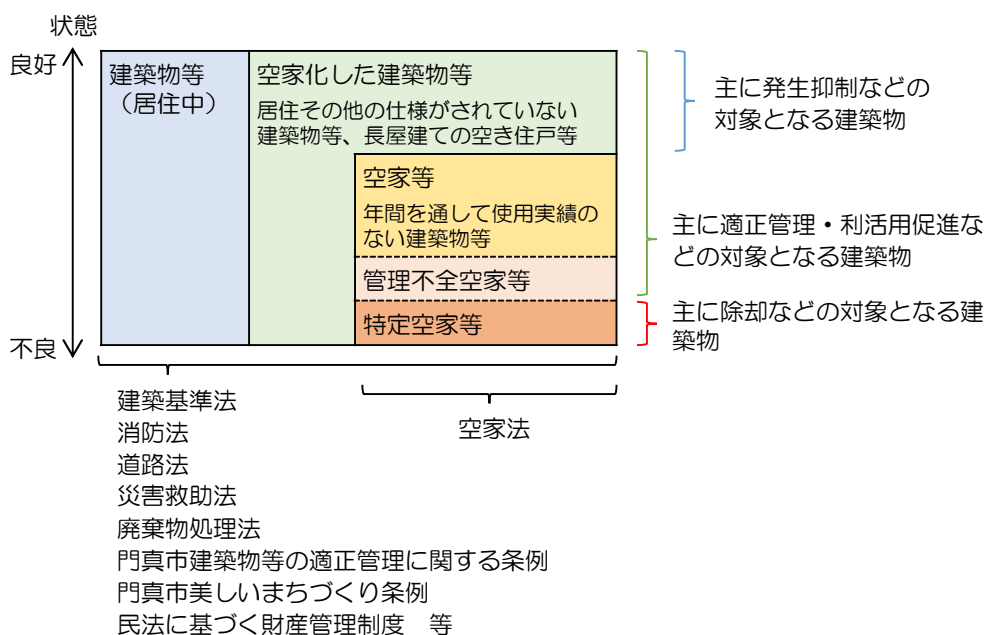 状態
良好
建築物等
（居住中）
空家化した建築物等
居住その他の仕様がされていない
建築物等、長屋建ての空き住戸等
空家等
年間を通して使用実績の
ない建築物等
管理不全空家等
特定空家等
不良
主に発生抑制などの
対象となる建築物
主に適正管理・利活用促進な
どの対象となる建築物
主に除却などの対象となる建
築物
建築基準法
消防法
道路法
災害救助法
廃棄物処理法
門真市建築物等の適正管理に関する条例
門真市美しいまちづくり条例
民法に基づく財産管理制度　等
空家法